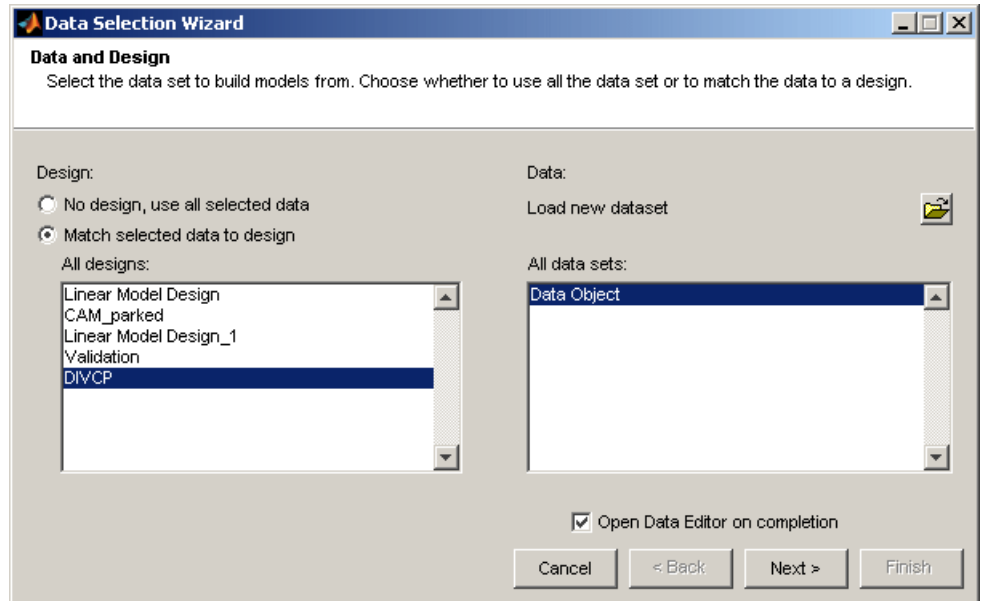 Data Selection Wizard
Data and Design
Select the data set to build models from. Choose whether to use all the data set or to match the data to a design.
Design:
No design, use all selected data
Match selected data to design
All designs:
Linear Model Design
CAM_parked
Linear Model Design_1
Validation
DIVCP
Data:
Load new dataset
All data sets:
Data Object
Open Data Editor on completion
Cancel
< Back
Next >
Finish